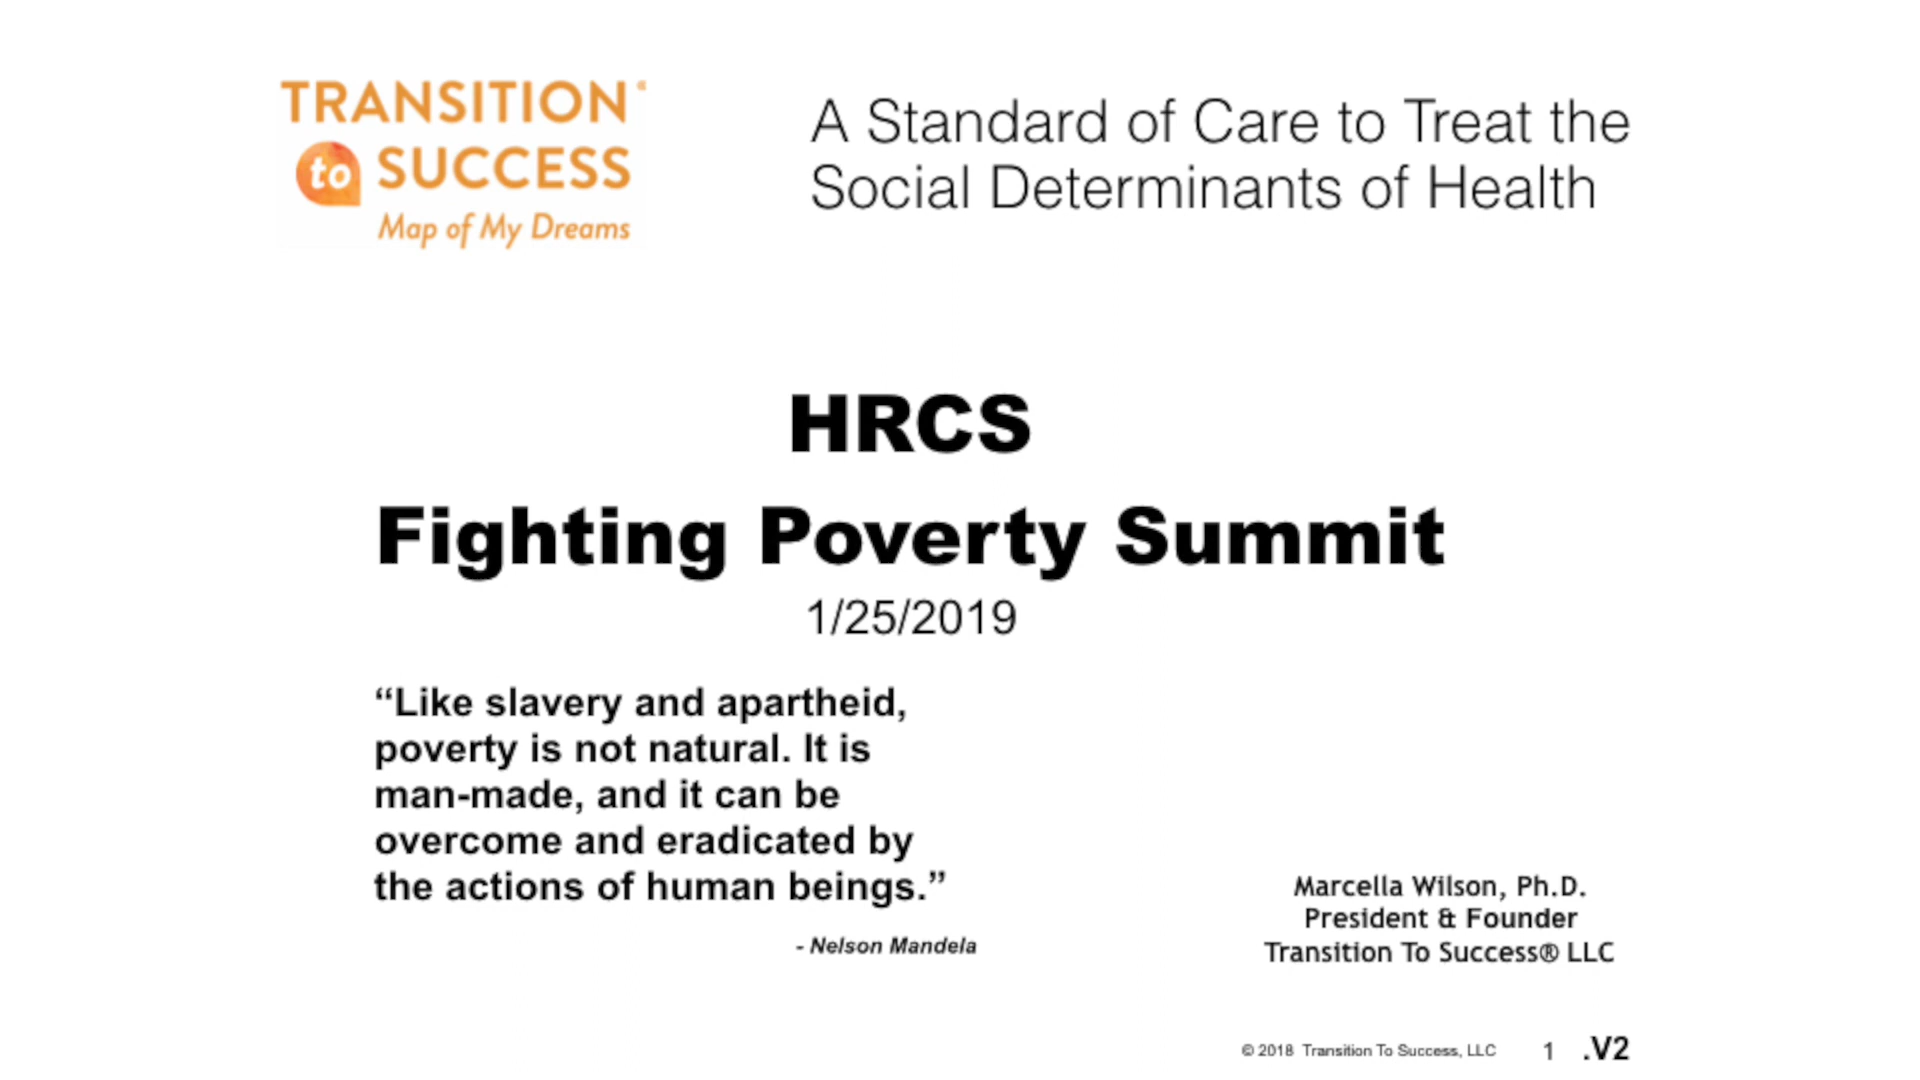 TRANSITION
to SUCCESS
Map of My Dreams
A Standard of Care to Treat the
Social Determinants of Health
HRCS
Fighting Poverty Summit
1/25/2019
“Like slavery and apartheid,
poverty is not natural. It is
man-made, and it can be
overcome and eradicated by
the actions of human beings.”
- Nelson Mandela
Marcella Wilson, Ph.D.
President & Founder
Transition To Success® LLC
© 2018 Transition To Success, LLC 1 .V2